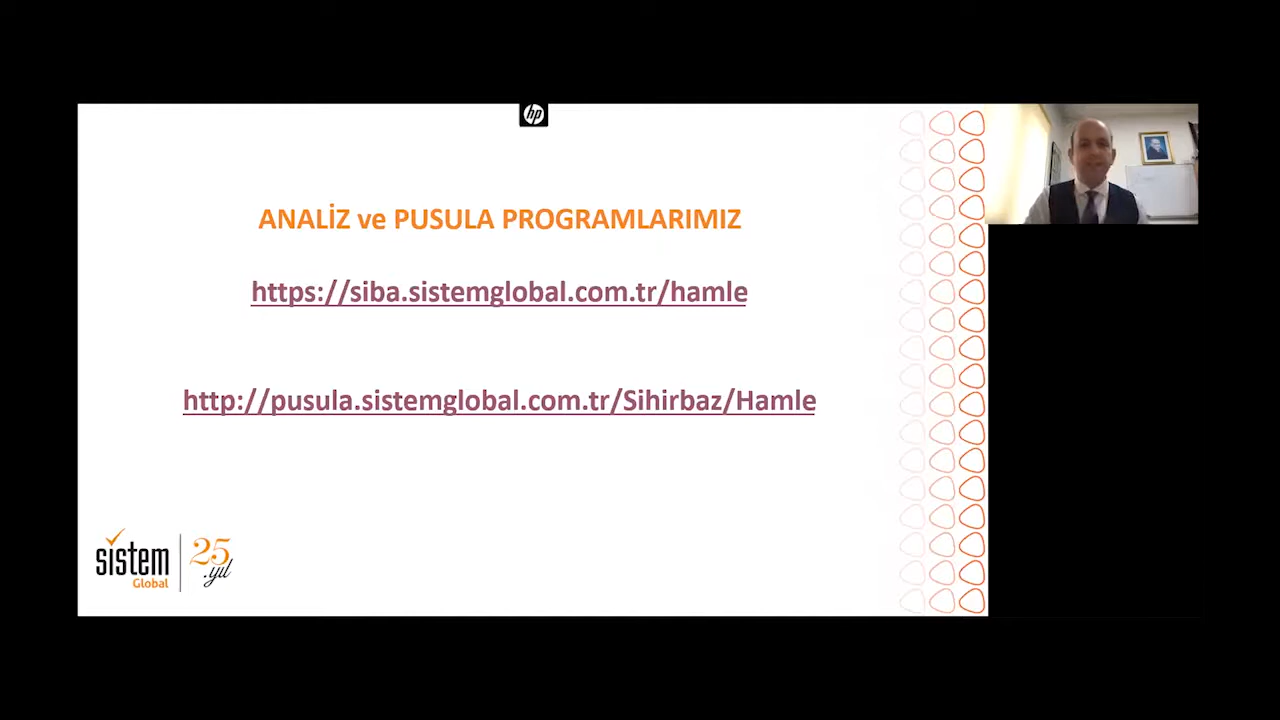 hp
ANALİZ ve PUSULA PROGRAMLARIMIZ
https://siba.sistemglobal.com.tr/hamle
http://pusula.sistemglobal.com.tr/Sihirbaz/Hamle
sistem
Global
25
.yıl